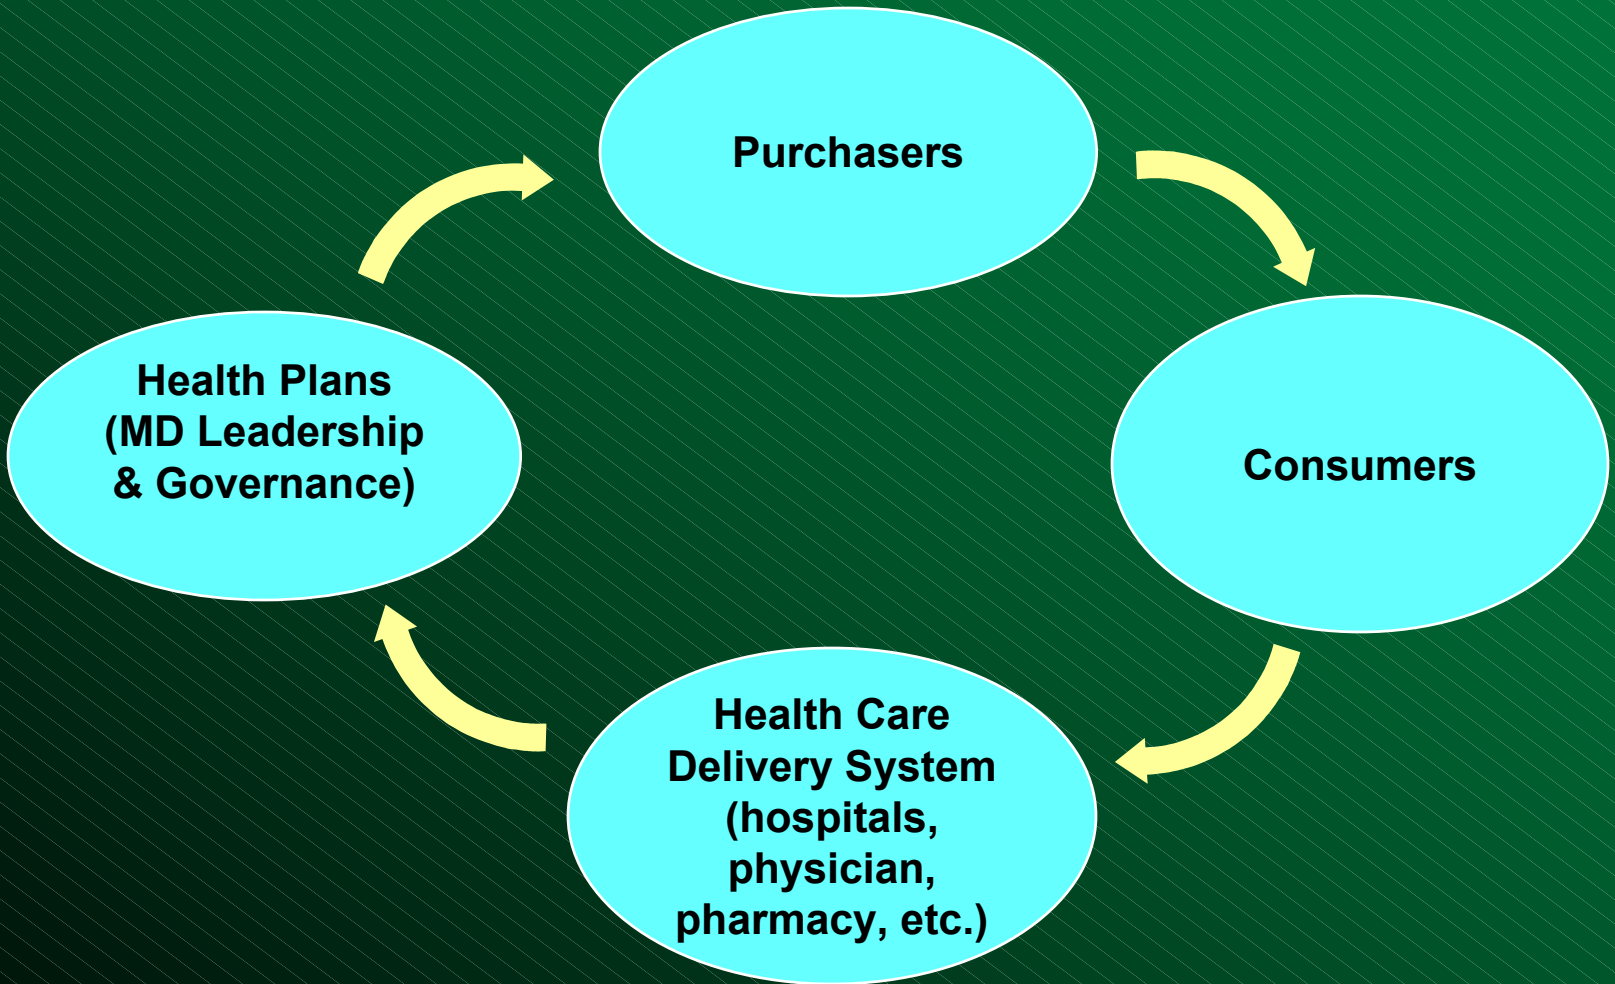 Purchasers
Health Plans
(MD Leadership
& Governance)
Consumers
Health Care
Delivery System
(hospitals,
physician,
pharmacy, etc.)